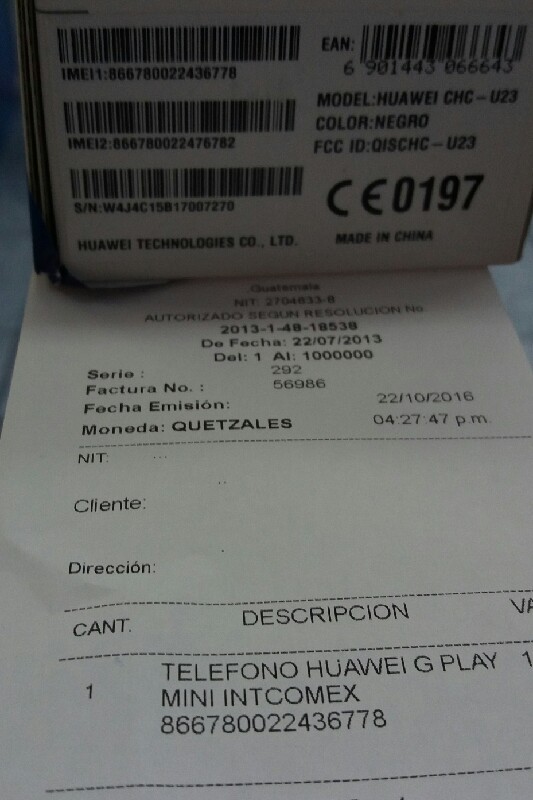 IMEI1:866780022436778
EAN:
6 901443 066643
IMEI2:866780022476782
MODEL:HUAWEI CHC-U23
COLOR:NEGRO
FCC ID:QISCHC-U23
S/N:W4J4C15B17007270
CE0197
HUAWEI TECHNOLOGIES CO., LTD.
MADE IN CHINA
Guatemala
NIT: 2704833-8
AUTORIZADO SEGUN RESOLUCION No.
2013-1-48-18538
De Fecha: 22/07/2013
Del: 1 Al: 1000000
Serie : 292
Factura No. : 56986
Fecha Emisión: 22/10/2016
Moneda: QUETZALES 04:27:47 p.m.
NIT:
Cliente:
Dirección:
CANT. DESCRIPCION VA
1 TELEFONO HUAWEI G PLAY 1
MINI INTCOMEX
866780022436778